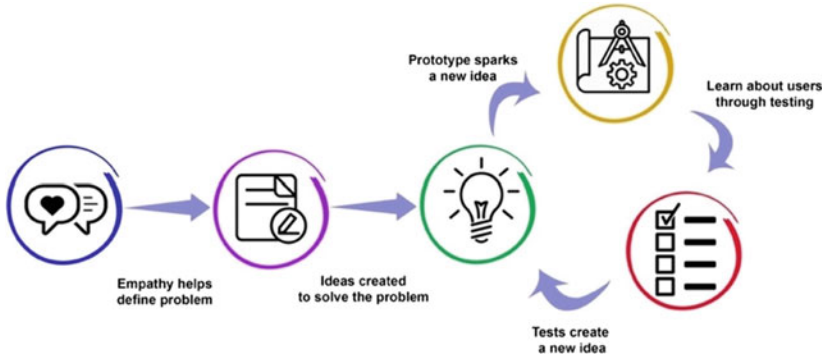 Prototype sparks
a new idea
Learn about users
through testing
Empathy helps
define problem
Ideas created
to solve the problem
Tests create
a new idea